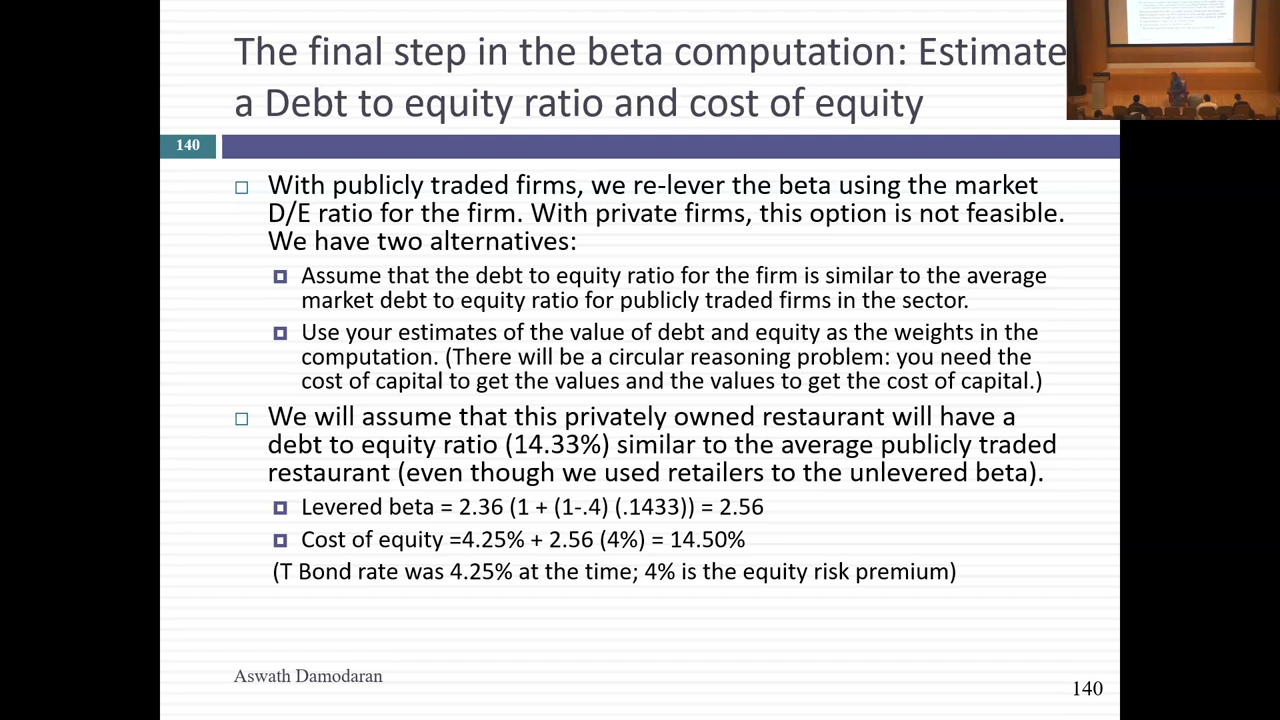 The final step in the beta computation: Estimate
a Debt to equity ratio and cost of equity
140
With publicly traded firms, we re-lever the beta using the market
D/E ratio for the firm. With private firms, this option is not feasible.
We have two alternatives:
Assume that the debt to equity ratio for the firm is similar to the average
market debt to equity ratio for publicly traded firms in the sector.
Use your estimates of the value of debt and equity as the weights in the
computation. (There will be a circular reasoning problem: you need the
cost of capital to get the values and the values to get the cost of capital.)
We will assume that this privately owned restaurant will have a
debt to equity ratio (14.33%) similar to the average publicly traded
restaurant (even though we used retailers to the unlevered beta).
Levered beta = 2.36 (1 + (1-.4) (.1433)) = 2.56
Cost of equity =4.25% + 2.56 (4%) = 14.50%
(T Bond rate was 4.25% at the time; 4% is the equity risk premium)
Aswath Damodaran
140